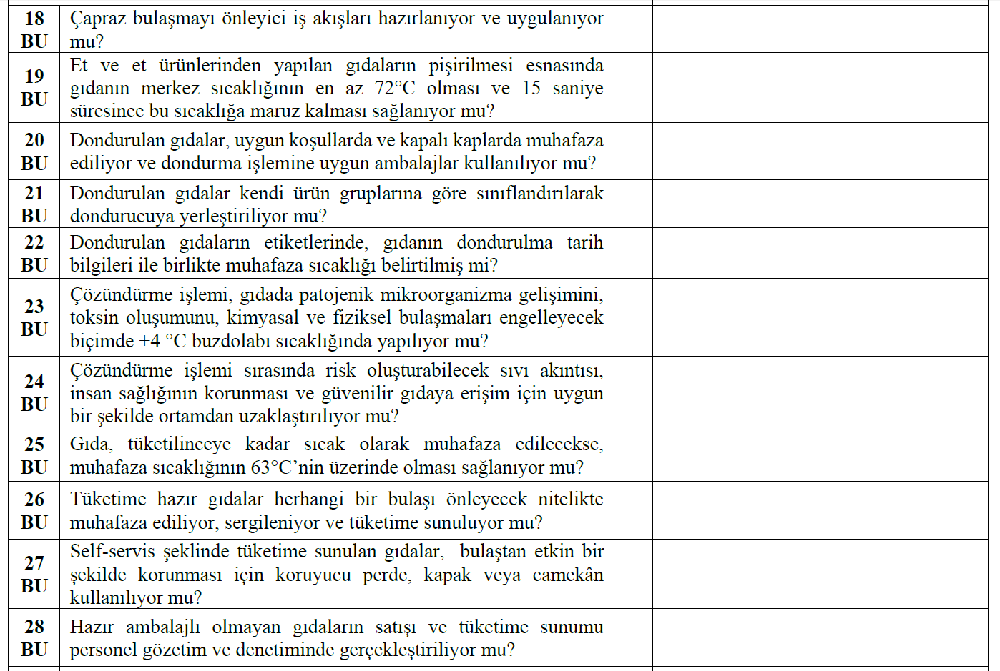 18
BU
Çapraz bulaşmayı önleyici iş akışları hazırlanıyor ve uygulanıyor
mu?
19
BU
Et ve et ürünlerinden yapılan gıdaların pişirilmesi esnasında
gıdanın merkez sıcaklığının en az 72°C olması ve 15 saniye
süresince bu sıcaklığa maruz kalması sağlanıyor mu?
20
BU
Dondurulan gıdalar, uygun koşullarda ve kapalı kaplarda muhafaza
ediliyor ve dondurma işlemine uygun ambalajlar kullanılıyor mu?
21
BU
Dondurulan gıdalar kendi ürün gruplarına göre sınıflandırılarak
dondurucuya yerleştiriliyor mu?
22
BU
Dondurulan gıdaların etiketlerinde, gıdanın dondurulma tarih
bilgileri ile birlikte muhafaza sıcaklığı belirtilmiş mi?
23
BU
Çözündürme işlemi, gıdada patojenik mikroorganizma gelişimini,
toksin oluşumunu, kimyasal ve fiziksel bulaşmaları engelleyecek
biçimde +4 °C buzdolabı sıcaklığında yapılıyor mu?
24
BU
Çözündürme işlemi sırasında risk oluşturabilecek sıvı akıntısı,
insan sağlığının korunması ve güvenilir gıdaya erişim için uygun
bir şekilde ortamdan uzaklaştırılıyor mu?
25
BU
Gıda, tüketilinceye kadar sıcak olarak muhafaza edilecekse,
muhafaza sıcaklığının 63°C’nin üzerinde olması sağlanıyor mu?
26
BU
Tüketime hazır gıdalar herhangi bir bulaşı önleyecek nitelikte
muhafaza ediliyor, sergileniyor ve tüketime sunuluyor mu?
27
BU
Self-servis şeklinde tüketime sunulan gıdalar, bulaştan etkin bir
şekilde korunması için koruyucu perde, kapak veya camekân
kullanılıyor mu?
28
BU
Hazır ambalajlı olmayan gıdaların satışı ve tüketime sunumu
personel gözetim ve denetiminde gerçekleştiriliyor mu?